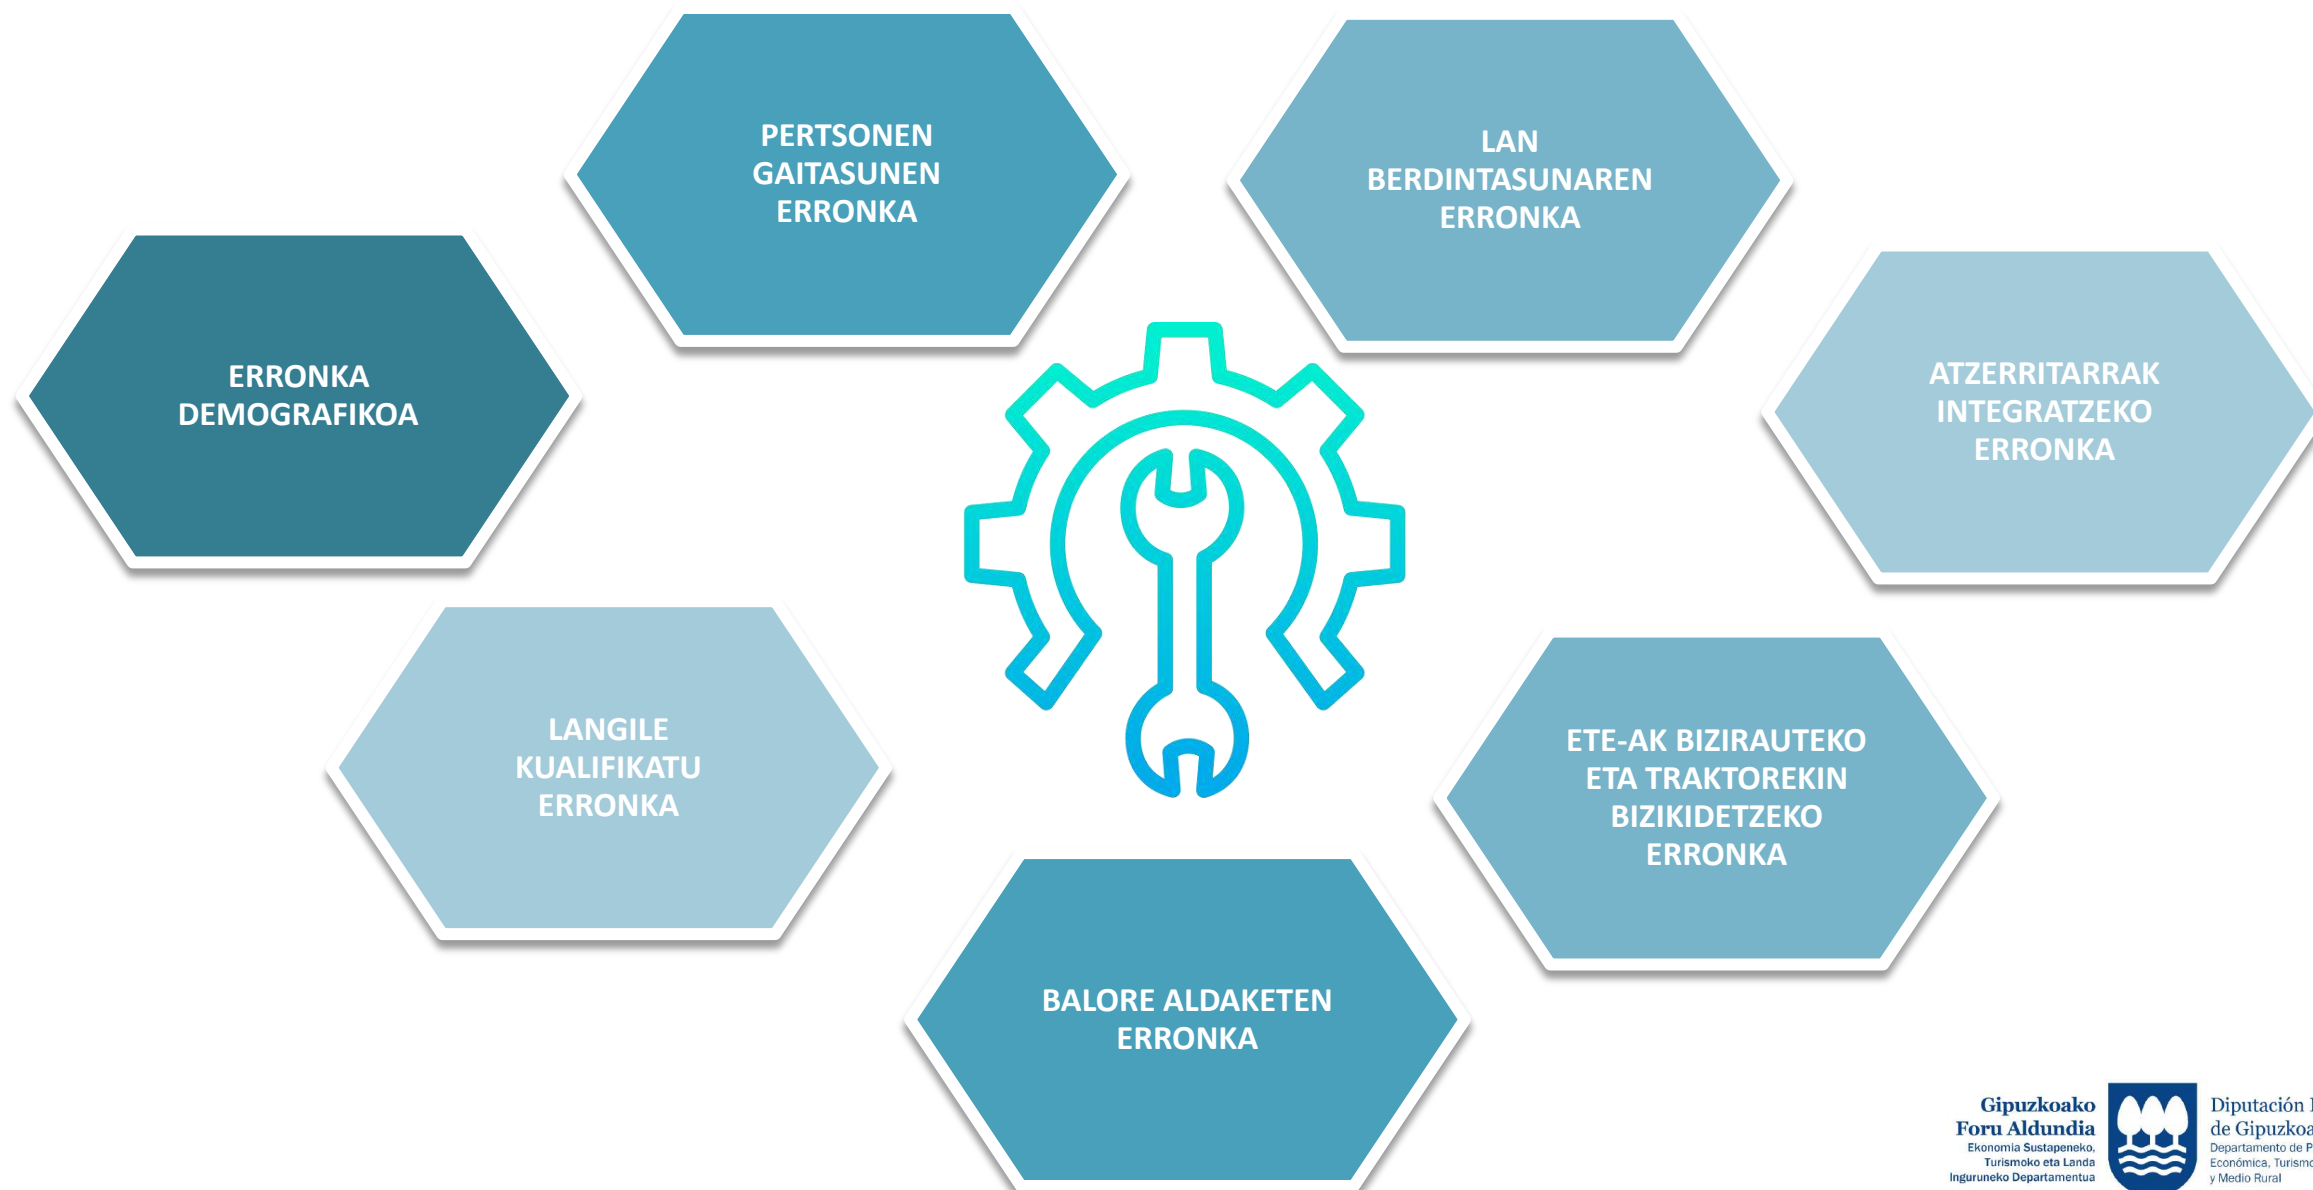 PERTSONEN
GAITASUNEN
ERRONKA
LAN
BERDINTASUNAREN
ERRONKA
ERRONKA
DEMOGRAFIKOA
ATZERRITARRAK
INTEGRATZEKO
ERRONKA
LANGILE
KUALIFIKATU
ERRONKA
ETE-AK BIZIRAUTEKO
ETA TRAKTOREKIN
BIZIKIDETZEKO
ERRONKA
BALORE ALDAKETEN
ERRONKA
Gipuzkoako
Foru Aldundia
Ekonomia Sustapeneko,
Turismoko eta Landa
Inguruneko Departamentua
Diputación
de Gipuzkoa
Departamento de
Económica, Turismo
y Medio Rural